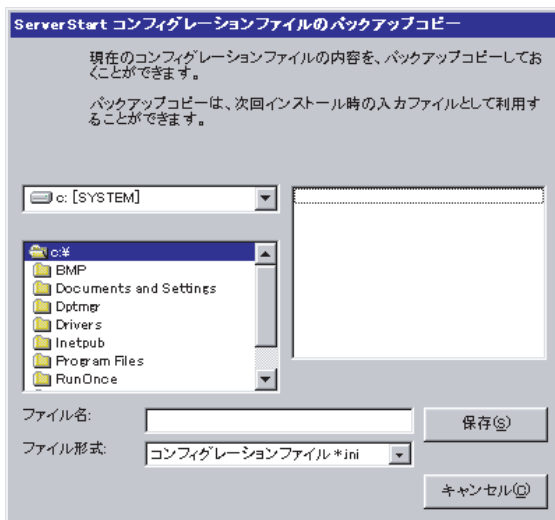 ServerStart コンフィグレーションファイルのバックアップコピー
現在のコンフィグレーションファイルの内容を、バックアップコピーしてお
くことができます。
バックアップコピーは、次回インストール時の入力ファイルとして利用す
ることができます。
c: [SYSTEM]
c:¥
BMP
Documents and Settings
Dptmgr
Drivers
Inetpub
Program Files
RunOnce
ファイル名:
保存(S)
ファイル形式:
コンフィグレーションファイル *.ini
キャンセル(C)